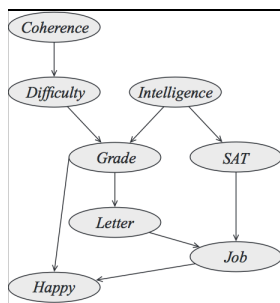 Coherence
Difficulty
Intelligence
Grade
SAT
Letter
Job
Happy